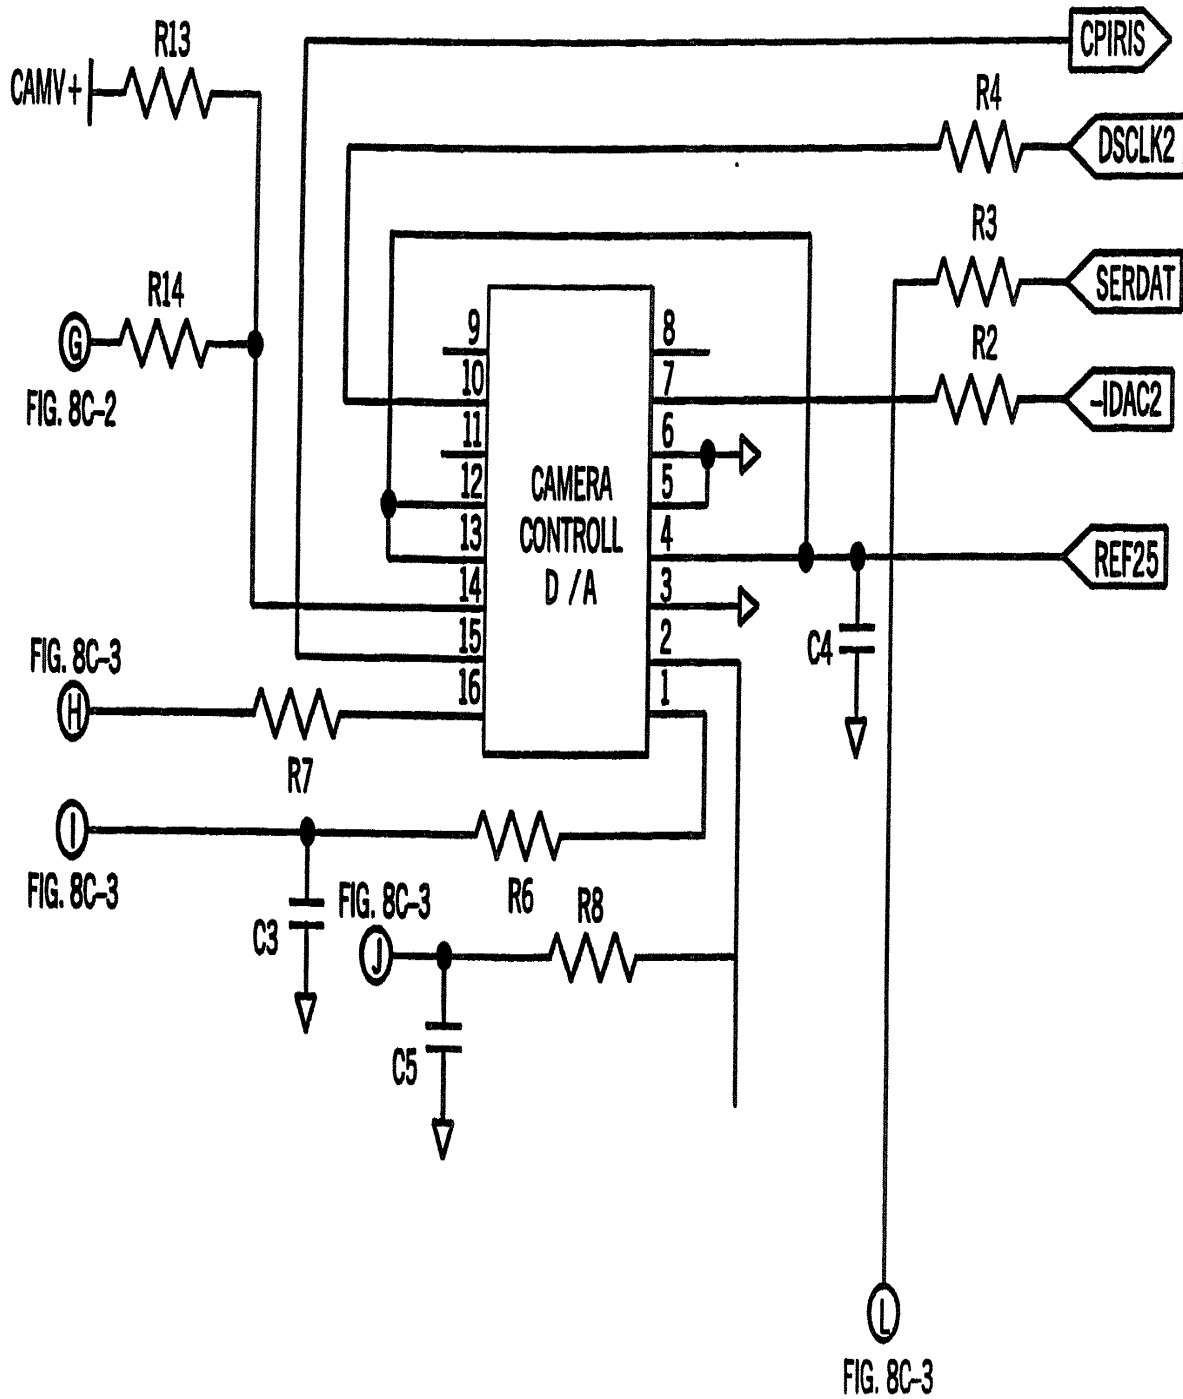 R13
CPIRIS
CAMV+
R4
DSCLK2
R3
SERDAT
R14
G
FIG. 8C-2
R2
-IDAC2
9
8
10
7
11
6
12
5
13
4
14
3
15
2
16
1
CAMERA
CONTROLL
D /A
REF25
C4
FIG. 8C-3
H
R7
I
FIG. 8C-3
R6
C3
FIG. 8C-3
R8
J
C5
L
FIG. 8C-3